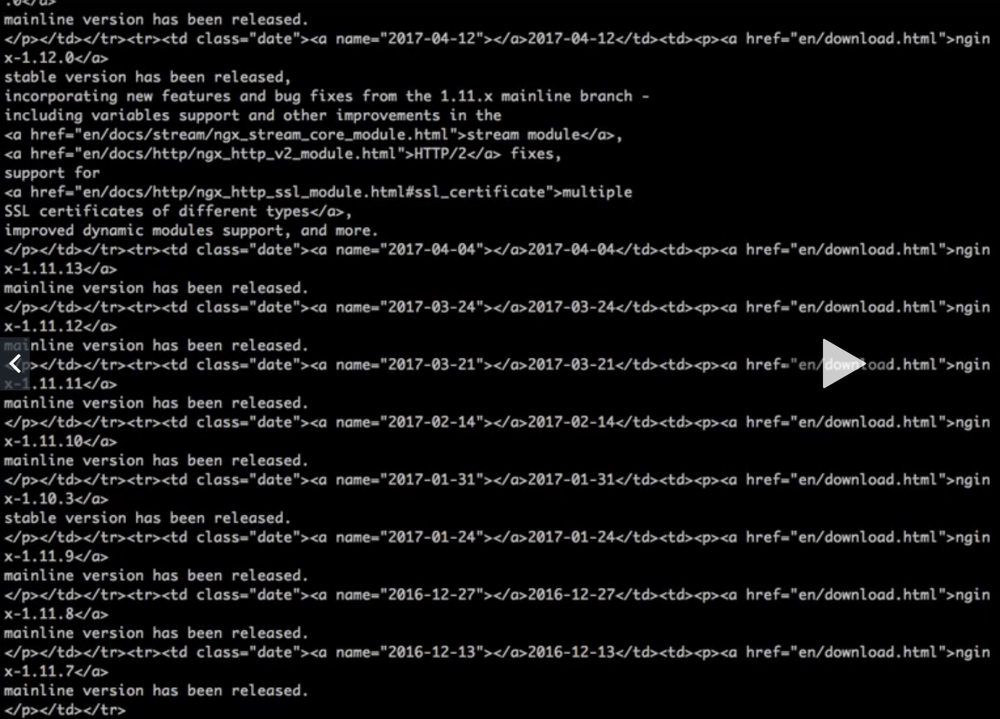 .0</a>
mainline version has been released.
</p></td></tr><tr><td class="date"><a name="2017-04-12"></a>2017-04-12</td><td><p><a href="en/download.html">ngin
x-1.12.0</a>
stable version has been released,
incorporating new features and bug fixes from the 1.11.x mainline branch -
including variables support and other improvements in the
<a href="en/docs/stream/ngx_stream_core_module.html">stream module</a>,
<a href="en/docs/http/ngx_http_v2_module.html">HTTP/2</a> fixes,
support for
<a href="en/docs/http/ngx_http_ssl_module.html#ssl_certificate">multiple
SSL certificates of different types</a>,
improved dynamic modules support, and more.
</p></td></tr><tr><td class="date"><a name="2017-04-04"></a>2017-04-04</td><td><p><a href="en/download.html">ngin
x-1.11.13</a>
mainline version has been released.
</p></td></tr><tr><td class="date"><a name="2017-03-24"></a>2017-03-24</td><td><p><a href="en/download.html">ngin
x-1.11.12</a>
mainline version has been released.
</p></td></tr><tr><td class="date"><a name="2017-03-21"></a>2017-03-21</td><td><p><a href="en/download.html">ngin
x-1.11.11</a>
mainline version has been released.
</p></td></tr><tr><td class="date"><a name="2017-02-14"></a>2017-02-14</td><td><p><a href="en/download.html">ngin
x-1.11.10</a>
mainline version has been released.
</p></td></tr><tr><td class="date"><a name="2017-01-31"></a>2017-01-31</td><td><p><a href="en/download.html">ngin
x-1.10.3</a>
stable version has been released.
</p></td></tr><tr><td class="date"><a name="2017-01-24"></a>2017-01-24</td><td><p><a href="en/download.html">ngin
x-1.11.9</a>
mainline version has been released.
</p></td></tr><tr><td class="date"><a name="2016-12-27"></a>2016-12-27</td><td><p><a href="en/download.html">ngin
x-1.11.8</a>
mainline version has been released.
</p></td></tr><tr><td class="date"><a name="2016-12-13"></a>2016-12-13</td><td><p><a href="en/download.html">ngin
x-1.11.7</a>
mainline version has been released.
</p></td></tr>